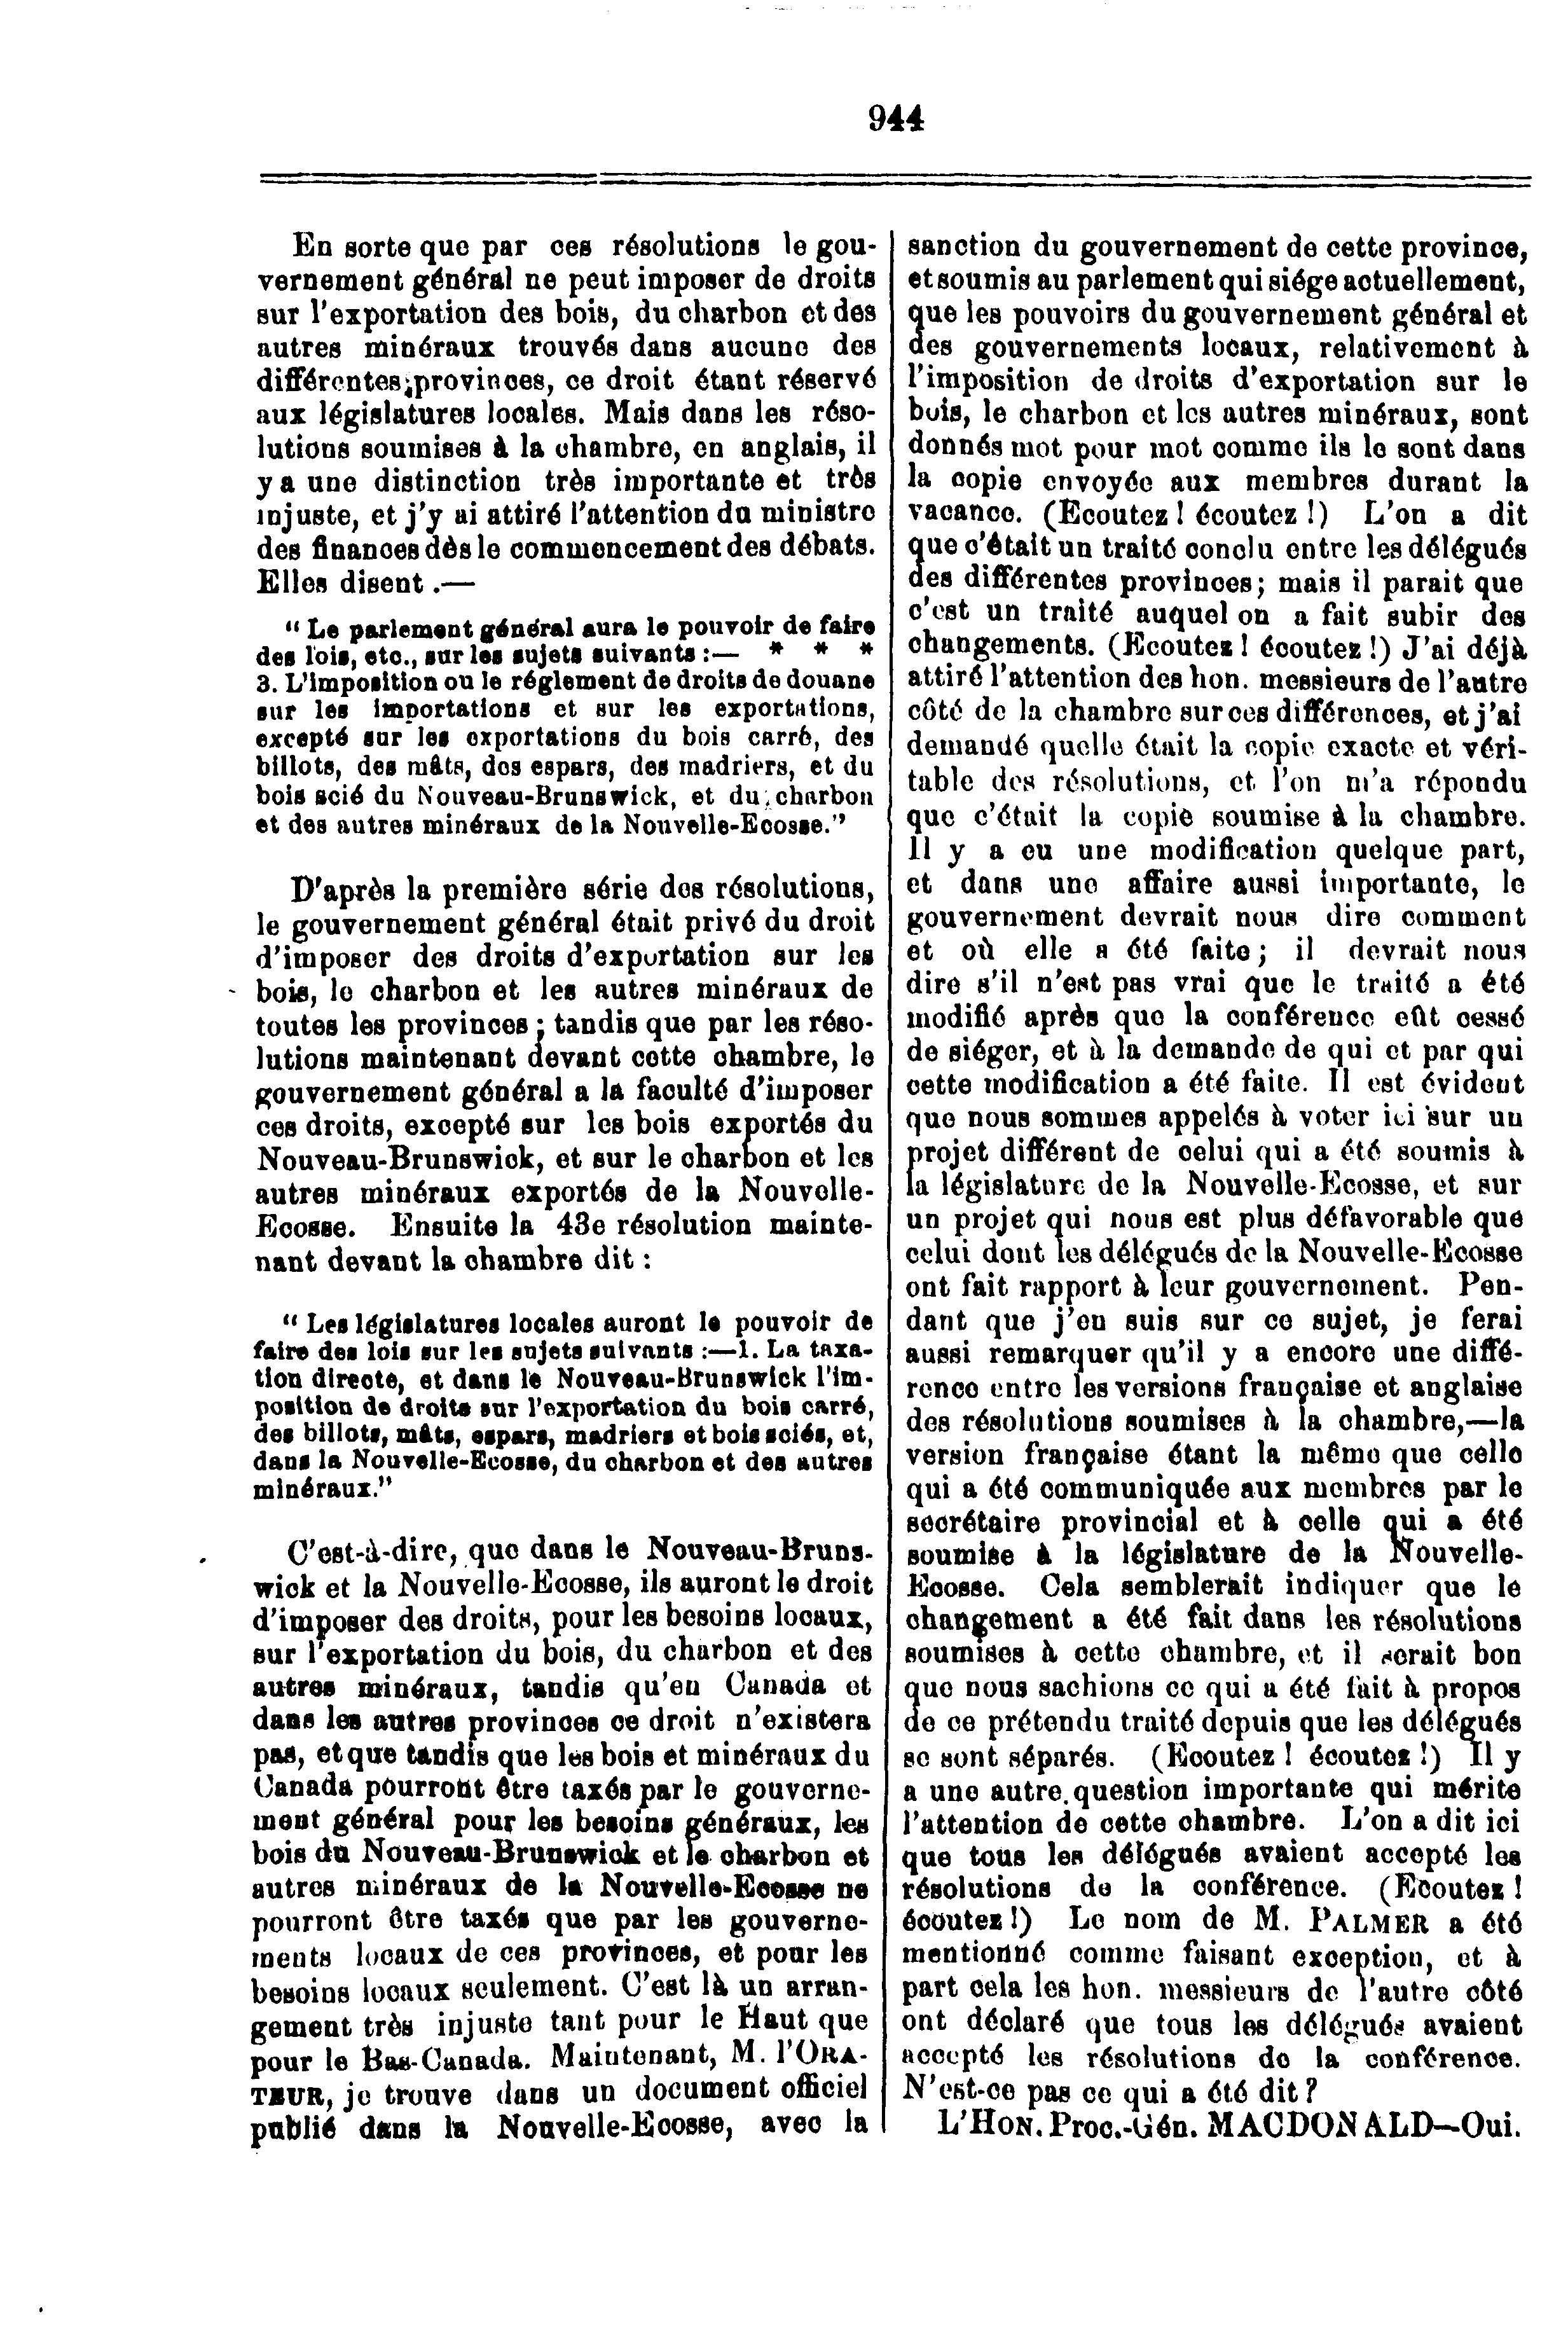 944
En sorte que par ces résolutions le gou-
vernement général ne peut imposer de droits
sur l'exportation des bois, du charbon et des
autres minéraux trouvés dans aucune des
différentes provinces, ce droit étant réservé
aux législatures locales. Mais dans les réso-
lutions soumises à la chambre, en anglais, il
y a une distinction très importante et très
injuste, et j'y ai attiré l'attention du ministre
des finances dès le commencement des débats.
Elles disent .—
“ Le parlement général aura le pouvoir de faire
des lois, etc., sur les sujets suivants :— * * *
3. L'imposition ou le réglement de droits de douane
sur les importations et sur les exportations,
excepté sur les exportations du bois carré, des
billots, des mâts, des espars, des madriers, et du
bois scié du Nouveau-Brunswick, et du charbon
et des autres minéraux de la Nouvelle-Ecosse.”
D'après la première série des résolutions,
le gouvernement général était privé du droit
d'imposer des droits d'exportation sur les
bois, le charbon et les autres minéraux de
toutes les provinces ; tandis que par les réso-
lutions maintenant devant cette chambre, le
gouvernement général a la faculté d'imposer
ces droits, excepté sur les bois exportés du
Nouveau-Brunswick, et sur le charbon et les
autres minéraux exportés de la Nouvelle-
Ecosse. Ensuite la 43e résolution mainte-
nant devant la chambre dit :
“ Les législatures locales auront le pouvoir de
faire des lois sur les sujets suivants :—1. La taxa-
tion directe, et dans le Nouveau-Brunswick l'im-
position de droits sur l'exportation du bois carré,
des billots, mâts, espars, madriers et bois sciés, et,
dans la Nouvelle-Ecosse, du charbon et des autres
minéraux.”
C'est-à-dire, que dans le Nouveau-Bruns-
wick et la Nouvelle-Ecosse, ils auront le droit
d'imposer des droits, pour les besoins locaux,
sur l'exportation du bois, du charbon et des
autres minéraux, tandis qu'en Canada et
dans les autres provinces ce droit n'existera
pas, et que tandis que les bois et minéraux du
Canada pourront être taxés par le gouverne-
ment général pour les besoins généraux, les
bois du Nouveau-Brunswick et le charbon et
autres minéraux de la Nouvelle-Ecosse ne
pourront être taxés que par les gouverne-
ments locaux de ces provinces, et pour les
besoins locaux seulement. C'est là un arran-
gement très injuste tant pour le Haut que
pour le Bas-Canada. Maintenant, M. l'ORA-
TEUR, je trouve dans un document officiel
publié dans la Nouvelle-Ecosse, avec la
sanction du gouvernement de cette province,
et soumis au parlement qui siége actuellement,
que les pouvoirs du gouvernement général et
des gouvernements locaux, relativement à
l'imposition de droits d'exportation sur le
bois, le charbon et les autres minéraux, sont
donnés mot pour mot comme ils le sont dans
la copie envoyée aux membres durant la
vacance. (Ecoutez ! écoutez !) L'on a dit
que c'était un traité conclu entre les délégués
des différentes provinces; mais il parait que
c'est un traité auquel on a fait subir des
changements. (Ecoutez ! écoutez !) J'ai déjà
attiré l'attention des hon. messieurs de l'autre
côté de la chambre sur ces différences, et j'ai
demandé quelle était la copie exacte et véri-
table des résolutions, et l'on m'a répondu
que c'était la copie soumise à la chambre.
Il y a eu une modification quelque part,
et dans une affaire aussi importante, le
gouvernement devrait nous dire comment
et où elle a été faite ; il devrait nous
dire s'il n'est pas vrai que le traité a été
modifié après que la conférence eût cessé
de siéger, et à la demande de qui et par qui
cette modification a été faite. Il est évident
que nous sommes appelés à voter ici sur un
projet différent de celui qui a été soumis à
la législature de la Nouvelle-Ecosse, et sur
un projet qui nous est plus défavorable que
celui dont les délégués de la Nouvelle-Ecosse
ont fait rapport à leur gouvernement. Pen-
dant que j'en suis sur ce sujet, je ferai
aussi remarquer qu'il y a encore une diffé-
rence entre les versions française et anglaise
des résolutions soumises à la chambre,—la
version française étant la même que celle
qui a été communiquée aux membres par le
secrétaire provincial et à celle qui a été
soumise à la législature de la Nouvelle-
Ecosse. Cela semblerait indiquer que le
changement a été fait dans les résolutions
soumises à cette chambre, et il serait bon
que nous sachions ce qui a été fait à propos
de ce prétendu traité depuis que les délégués
se sont séparés. (Ecoutez ! écoutez !) Il y
a une autre question importante qui mérite
l'attention de cette chambre. L'on a dit ici
que tous les délégués avaient accepté les
résolutions de la conférence. (Ecoutez !
écoutez !) Le nom de M. PALMER a été
mentionné comme faisant exception, et à
part cela les hon. messieurs de l'autre côté
ont déclaré que tous les délégués avaient
accepté les résolutions de la conférence.
N'est-ce pas ce qui a été dit ?
L'HON. Proc.-Gén. MACDONALD—Oui.